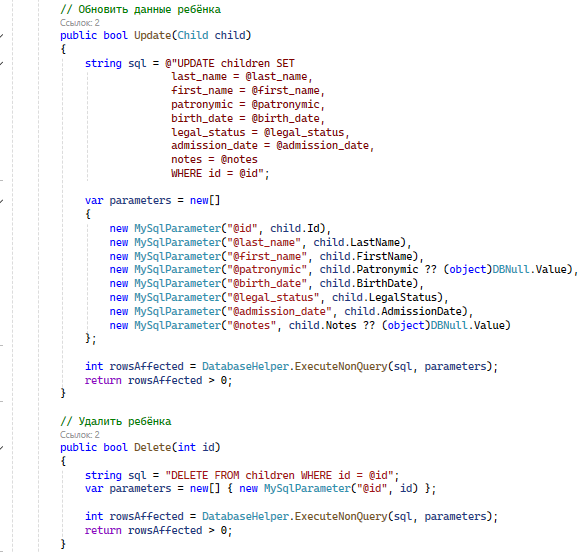 // Обновить данные ребёнка
Ссылок: 2
public bool Update(Child child)
{
string sql = @"UPDATE children SET
last_name = @last_name,
first_name = @first_name,
patronymic = @patronymic,
birth_date = @birth_date,
legal_status = @legal_status,
admission_date = @admission_date,
notes = @notes
WHERE id = @id";
var parameters = new[]
{
new MySqlParameter("@id", child.Id),
new MySqlParameter("@last_name", child.LastName),
new MySqlParameter("@first_name", child.FirstName),
new MySqlParameter("@patronymic", child.Patronymic ?? (object)DBNull.Value),
new MySqlParameter("@birth_date", child.BirthDate),
new MySqlParameter("@legal_status", child.LegalStatus),
new MySqlParameter("@admission_date", child.AdmissionDate),
new MySqlParameter("@notes", child.Notes ?? (object)DBNull.Value)
};
int rowsAffected = DatabaseHelper.ExecuteNonQuery(sql, parameters);
return rowsAffected > 0;
}
// Удалить ребёнка
Ссылок: 2
public bool Delete(int id)
{
string sql = "DELETE FROM children WHERE id = @id";
var parameters = new[] { new MySqlParameter("@id", id) };
int rowsAffected = DatabaseHelper.ExecuteNonQuery(sql, parameters);
return rowsAffected > 0;
}